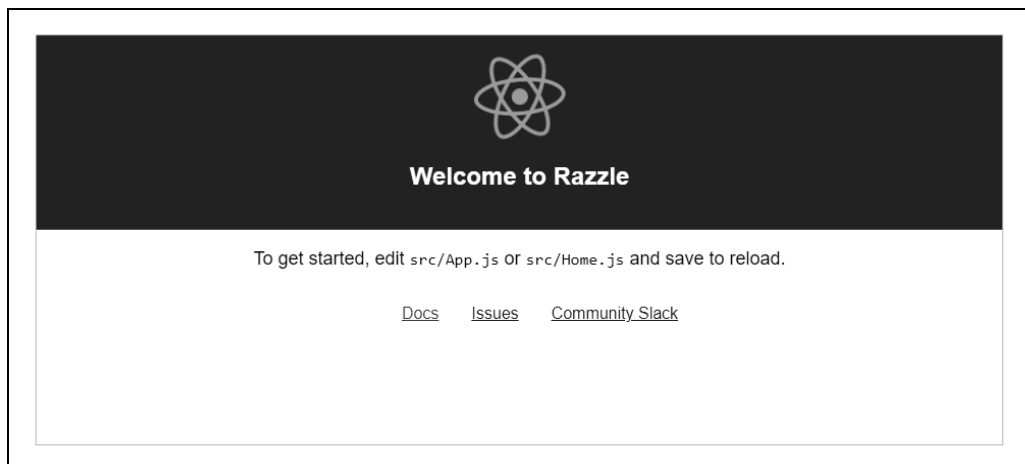 Welcome to Razzle
To get started, edit src/App.js or src/Home.js and save to reload.
Docs Issues Community Slack